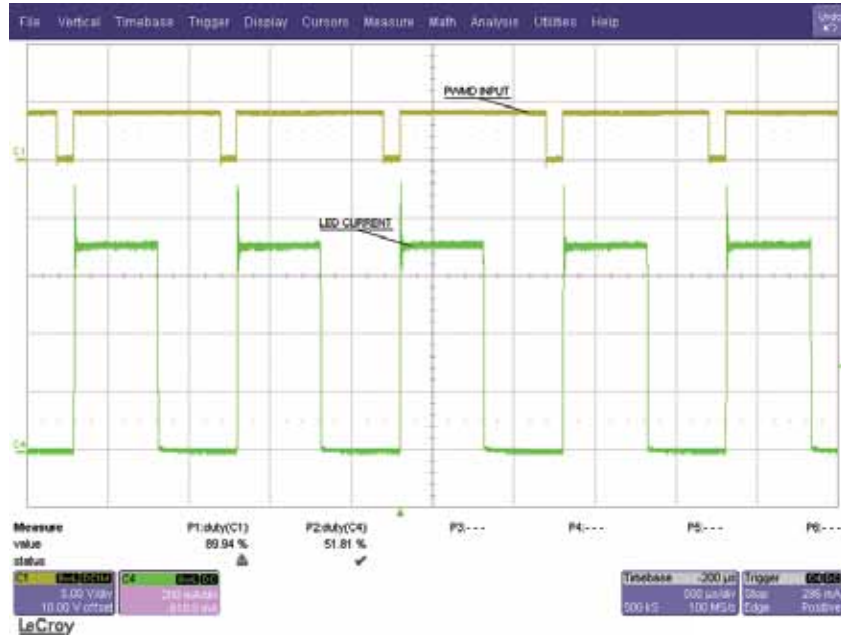 File Vertical Timebase Trigger Display Cursors Measure Math Analysis Utilities Help
Undo
PWMD INPUT
C1
LED CURRENT
C4
Measure P1:duty(C1) P2:duty(C4) P3:--- P4:--- P5:--- P6:---
value 89.94 % 51.81 %
status
C1 C4 Timebase -200 µs Trigger
5.00 V/div 200 mA/div Stop 296 mA
10.00 V offset 500 kS 100 MS/s Edge Positive
LeCroy